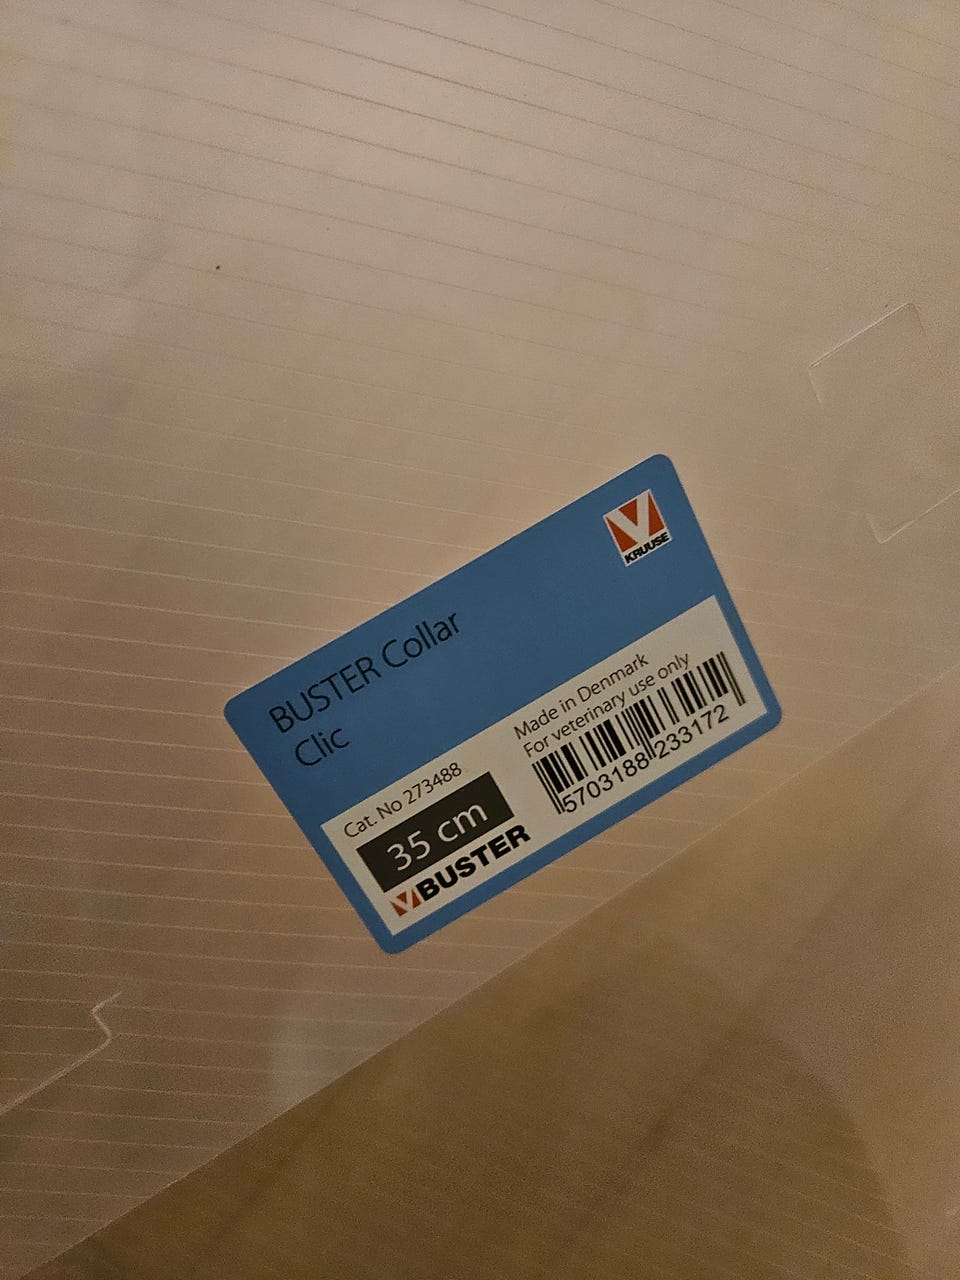 KRUUSE
BUSTER Collar
Clic
Cat. No 273488
35 cm
BUSTER
Made in Denmark
For veterinary use only
5703188 233172